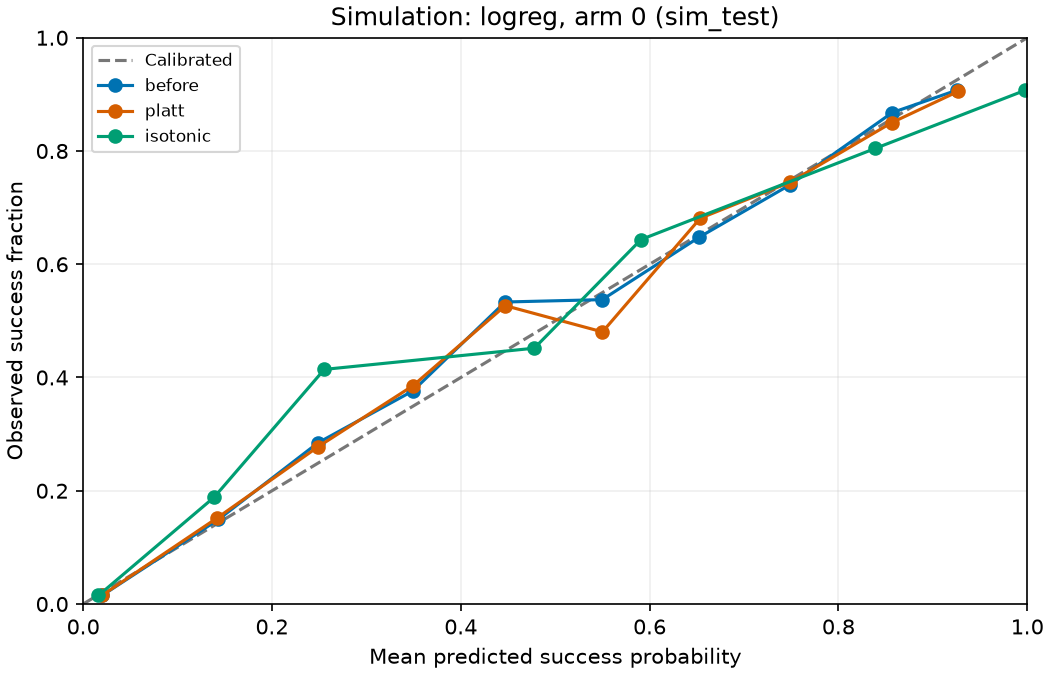 Simulation: logreg, arm 0 (sim_test)
1.0
0.8
0.6
0.4
0.2
0.0
Observed success fraction
Calibrated
before
platt
isotonic
0.0 0.2 0.4 0.6 0.8 1.0
Mean predicted success probability